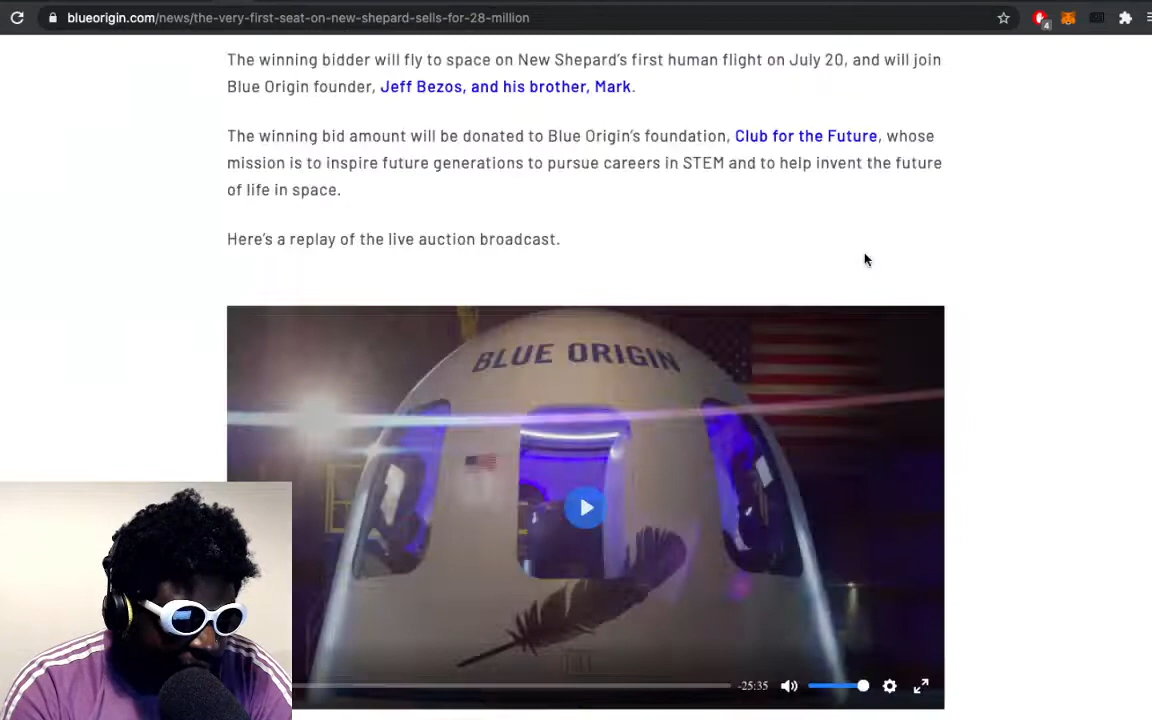 blueorigin.com/news/the-very-first-seat-on-new-shepard-sells-for-28-million
4
The winning bidder will fly to space on New Shepard's first human flight on July 20, and will join
Blue Origin founder, Jeff Bezos, and his brother, Mark.
The winning bid amount will be donated to Blue Origin's foundation, Club for the Future, whose
mission is to inspire future generations to pursue careers in STEM and to help invent the future
of life in space.
Here's a replay of the live auction broadcast.
BLUE ORIGIN
-25:35